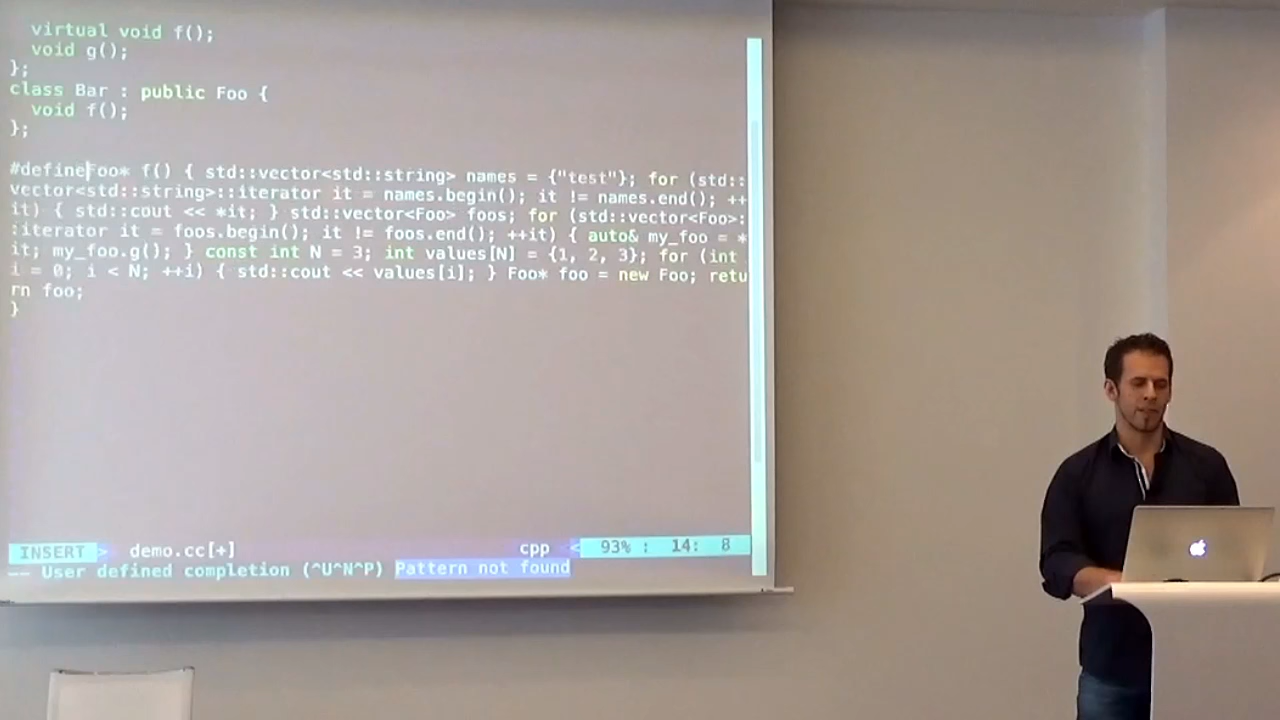 virtual void f();
void g();
};
class Bar : public Foo {
void f();
};
#defineFoo* f() { std::vector<std::string> names = {"test"}; for (std::
vector<std::string>::iterator it = names.begin(); it != names.end(); ++
it) { std::cout << *it; } std::vector<Foo> foos; for (std::vector<Foo>:
:iterator it = foos.begin(); it != foos.end(); ++it) { auto& my_foo = *
it; my_foo.g(); } const int N = 3; int values[N] = {1, 2, 3}; for (int
i = 0; i < N; ++i) { std::cout << values[i]; } Foo* foo = new Foo; retu
rn foo;
}
INSERT > demo.cc[+] cpp < 93% : 14: 8
-- User defined completion (^U^N^P) Pattern not found